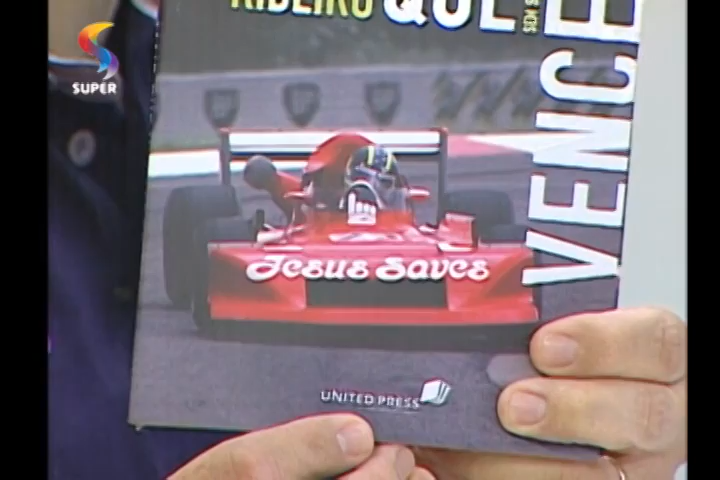 SUPER
RIBEIRO
QUE
VENCE
Jesus Saves
UNITED PRESS